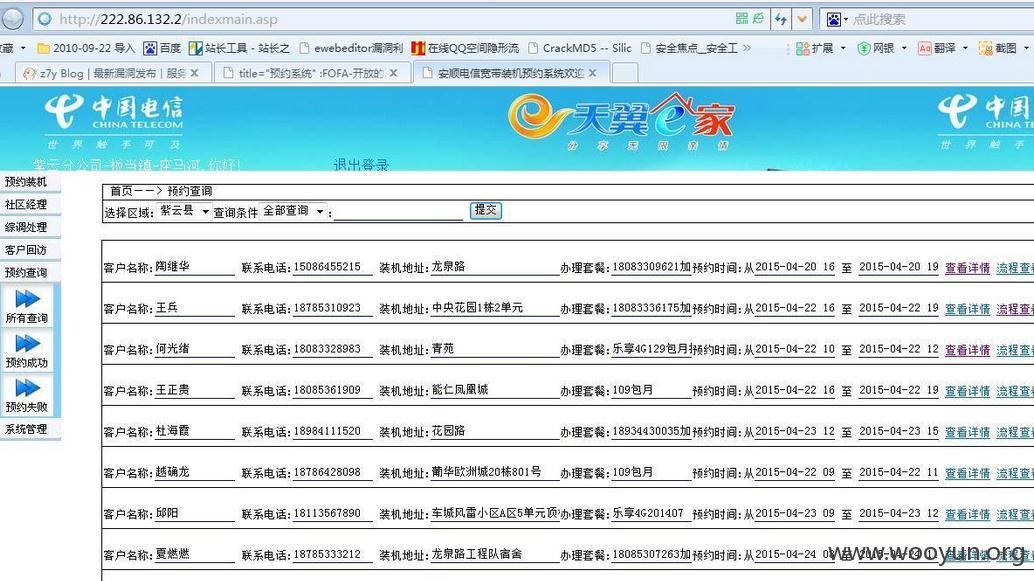 http://222.86.132.2/indexmain.asp 点此搜索
藏 2010-09-22 导入 百度 站长工具 - 站长之 ewebeditor漏洞利 在线QQ空间隐形流 CrackMD5 -- Silic 安全焦点__安全工 » 扩展 网银 翻译 截图
z7y Blog | 最新漏洞发布 | 服务 title="预约系统" :FOFA-开放的 安顺电信宽带装机预约系统欢迎
中国电信 天翼e家 中国
CHINA TELECOM CHINA T
世界触手可及 分享无限亲情 世界触手
紫云分公司-板当镇-座马河,你好! 退出登录
预约装机
社区经理
综调处理
客户回访
预约查询
所有查询
预约成功
预约失败
系统管理
首页--> 预约查询
选择区域: 紫云县 查询条件 全部查询 : 提交
客户名称: 陶继华 联系电话: 15086455215 装机地址: 龙泉路 办理套餐: 18083309621加 预约时间:从 2015-04-20 16 至 2015-04-20 19 查看详情 流程查
客户名称: 王兵 联系电话: 18785310923 装机地址: 中央花园1栋2单元 办理套餐: 18083336175加 预约时间:从 2015-04-22 16 至 2015-04-22 19 查看详情 流程查
客户名称: 何光绪 联系电话: 18083328983 装机地址: 青苑 办理套餐: 乐享4G129包月 预约时间:从 2015-04-22 10 至 2015-04-22 12 查看详情 流程查
客户名称: 王正贵 联系电话: 18085361909 装机地址: 能仁凤凰城 办理套餐: 109包月 预约时间:从 2015-04-22 16 至 2015-04-22 19 查看详情 流程查
客户名称: 杜海霞 联系电话: 18984111520 装机地址: 花园路 办理套餐: 18934430035加 预约时间:从 2015-04-23 12 至 2015-04-23 15 查看详情 流程查
客户名称: 越确龙 联系电话: 18786428098 装机地址: 葡华欧洲城20栋801号 办理套餐: 109包月 预约时间:从 2015-04-22 09 至 2015-04-22 11 查看详情 流程查
客户名称: 邱阳 联系电话: 18113567890 装机地址: 车城风雷小区A区5单元顶 办理套餐: 乐享4G201407 预约时间:从 2015-04-23 09 至 2015-04-23 12 查看详情 流程查
客户名称: 夏燃燃 联系电话: 18785333212 装机地址: 龙泉路工程队宿舍 办理套餐: 18085307263加 预约时间:从 2015-04-24
www.wooyun.org